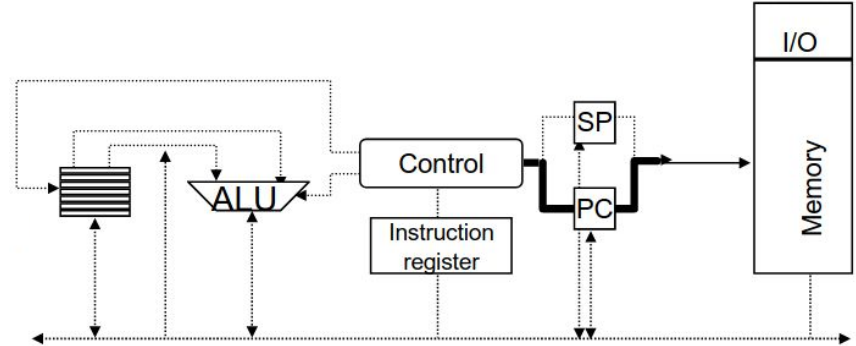 I/O
SP
Control
ALU
PC
Memory
Instruction
register